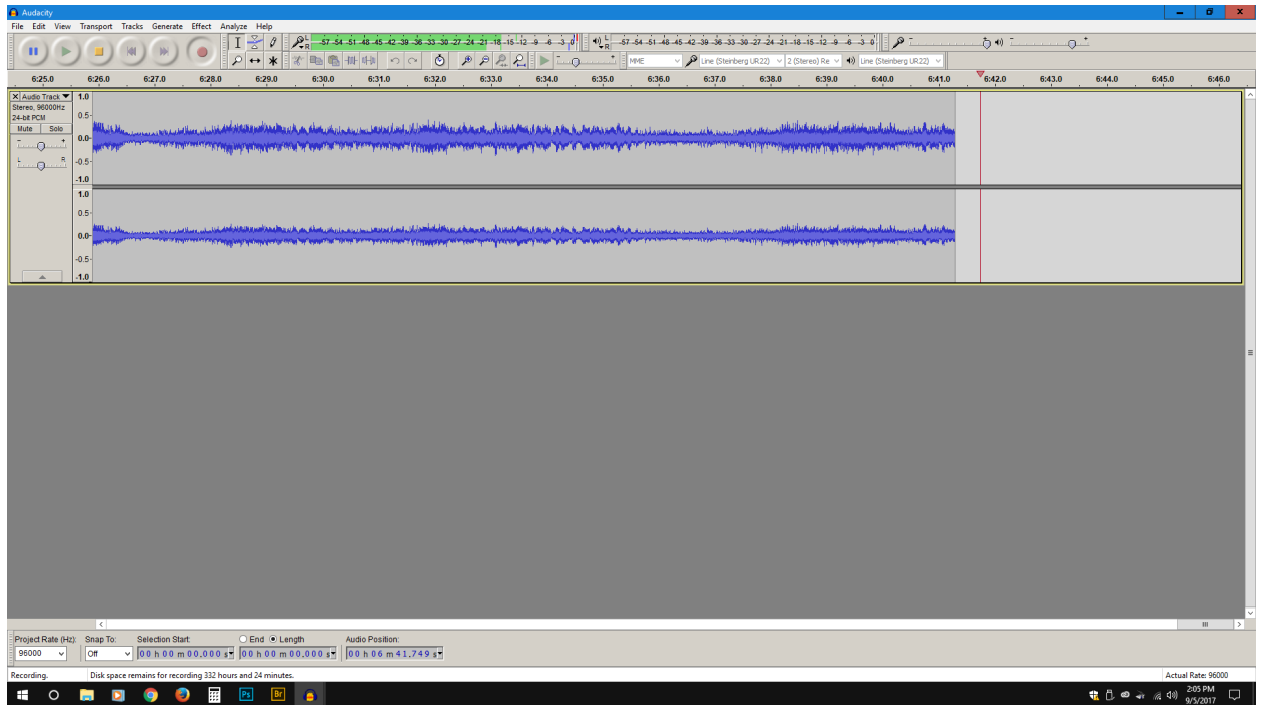 Audacity
File Edit View Transport Tracks Generate Effect Analyze Help
L R -57 -54 -51 -48 -45 -42 -39 -36 -33 -30 -27 -24 -21 -18 -15 -12 -9 -6 -3 0 L R -57 -54 -51 -48 -45 -42 -39 -36 -33 -30 -27 -24 -21 -18 -15 -12 -9 -6 -3 0
MME Line (Steinberg UR22) 2 (Stereo) Re Line (Steinberg UR22)
6:25.0 6:26.0 6:27.0 6:28.0 6:29.0 6:30.0 6:31.0 6:32.0 6:33.0 6:34.0 6:35.0 6:36.0 6:37.0 6:38.0 6:39.0 6:40.0 6:41.0 6:42.0 6:43.0 6:44.0 6:45.0 6:46.0
X Audio Track 1.0
Stereo, 96000Hz
24-bit PCM 0.5
Mute Solo
- + 0.0
L R -0.5
-1.0
1.0
0.5
0.0
-0.5
-1.0
Project Rate (Hz): Snap To: Selection Start: End Length Audio Position:
96000 Off 00 h 00 m 00.000 s 00 h 00 m 00.000 s 00 h 06 m 41.749 s
Recording. Disk space remains for recording 332 hours and 24 minutes. Actual Rate: 96000
Ps Br 2:05 PM
9/5/2017